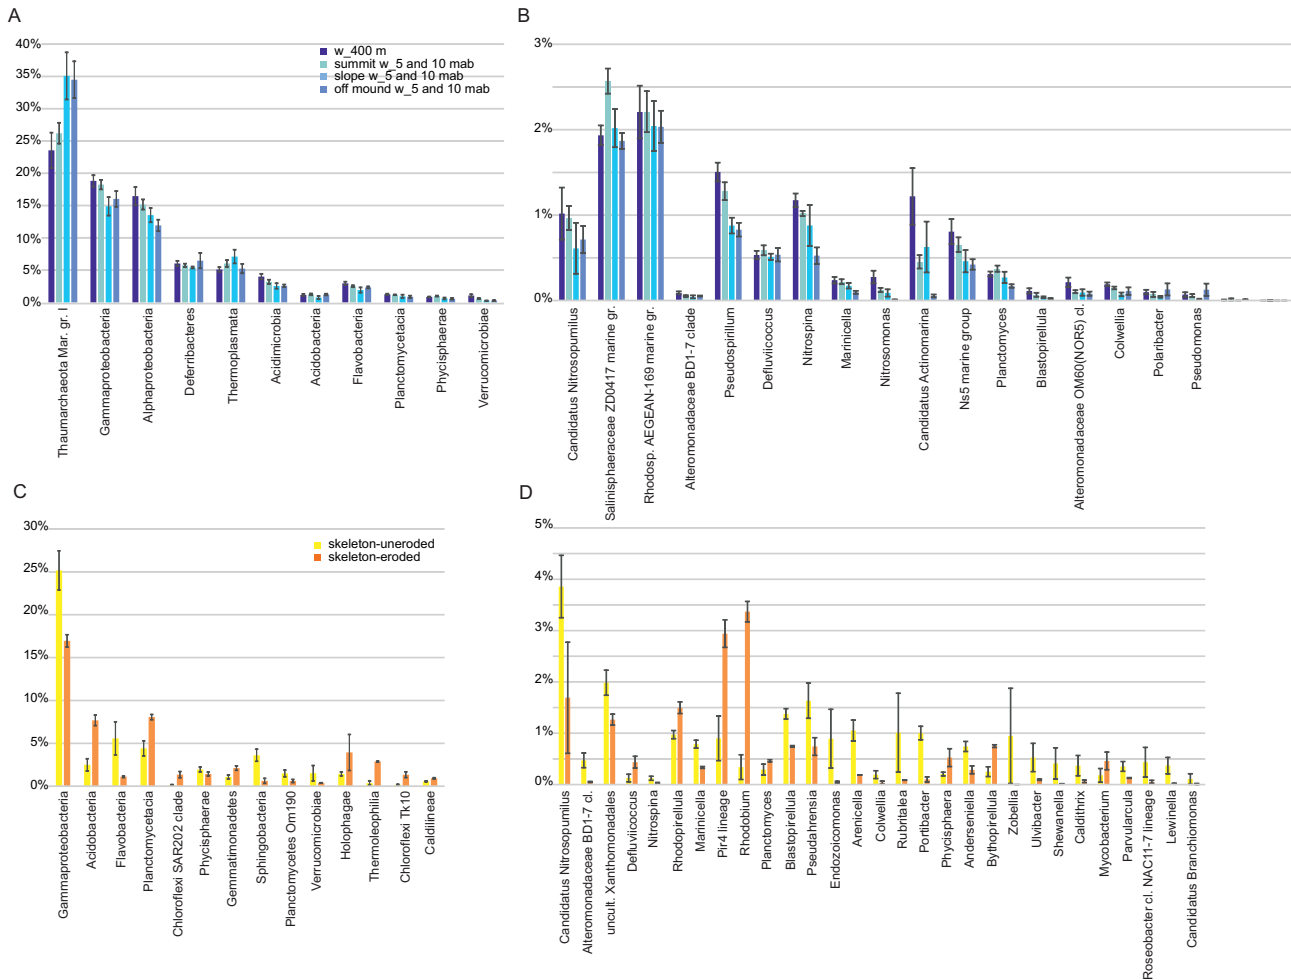 A
40%
35%
30%
25%
20%
15%
10%
5%
0%
w_400 m
summit w_5 and 10 mab
slope w_5 and 10 mab
off mound w_5 and 10 mab
Thaumarchaeota Mar. gr. I
Gammaproteobacteria
Alphaproteobacteria
Deferribacteres
Thermoplasmata
Acidimicrobia
Acidobacteria
Flavobacteria
Planctomycetacia
Phycisphaerae
Verrucomicrobiae
B
3%
2%
1%
0%
Candidatus Nitrosopumilus
Salinisphaeraceae ZD0417 marine gr.
Rhodosp. AEGEAN-169 marine gr.
Alteromonadaceae BD1-7 clade
Pseudospirillum
Defluviicoccus
Nitrospina
Marinicella
Nitrosomonas
Candidatus Actinomarina
Ns5 marine group
Planctomyces
Blastopirellula
Alteromonadaceae OM60(NOR5) cl.
Colwellia
Polaribacter
Pseudomonas
C
30%
25%
20%
15%
10%
5%
0%
skeleton-uneroded
skeleton-eroded
Gammaproteobacteria
Acidobacteria
Flavobacteria
Planctomycetacia
Chloroflexi SAR202 clade
Phycisphaerae
Gemmatimonadetes
Sphingobacteria
Planctomycetes Om190
Verrucomicrobiae
Holophagae
Thermoleophilia
Chloroflexi Tk10
Caldilineae
D
5%
4%
3%
2%
1%
0%
Candidatus Nitrosopumilus
Alteromonadaceae BD1-7 cl.
uncult. Xanthomonadales
Defluviicoccus
Nitrospina
Rhodopirellula
Marinicella
Pir4 lineage
Rhodobium
Planctomyces
Blastopirellula
Pseudahrensia
Endozoicomonas
Arenicella
Colwellia
Rubritalea
Portibacter
Phycisphaera
Anderseniella
Bythopirellula
Zobellia
Ulvibacter
Shewanella
Caldithrix
Mycobacterium
Parvularcula
Roseobacter cl. NAC11-7 lineage
Lewinella
Candidatus Branchiomonas